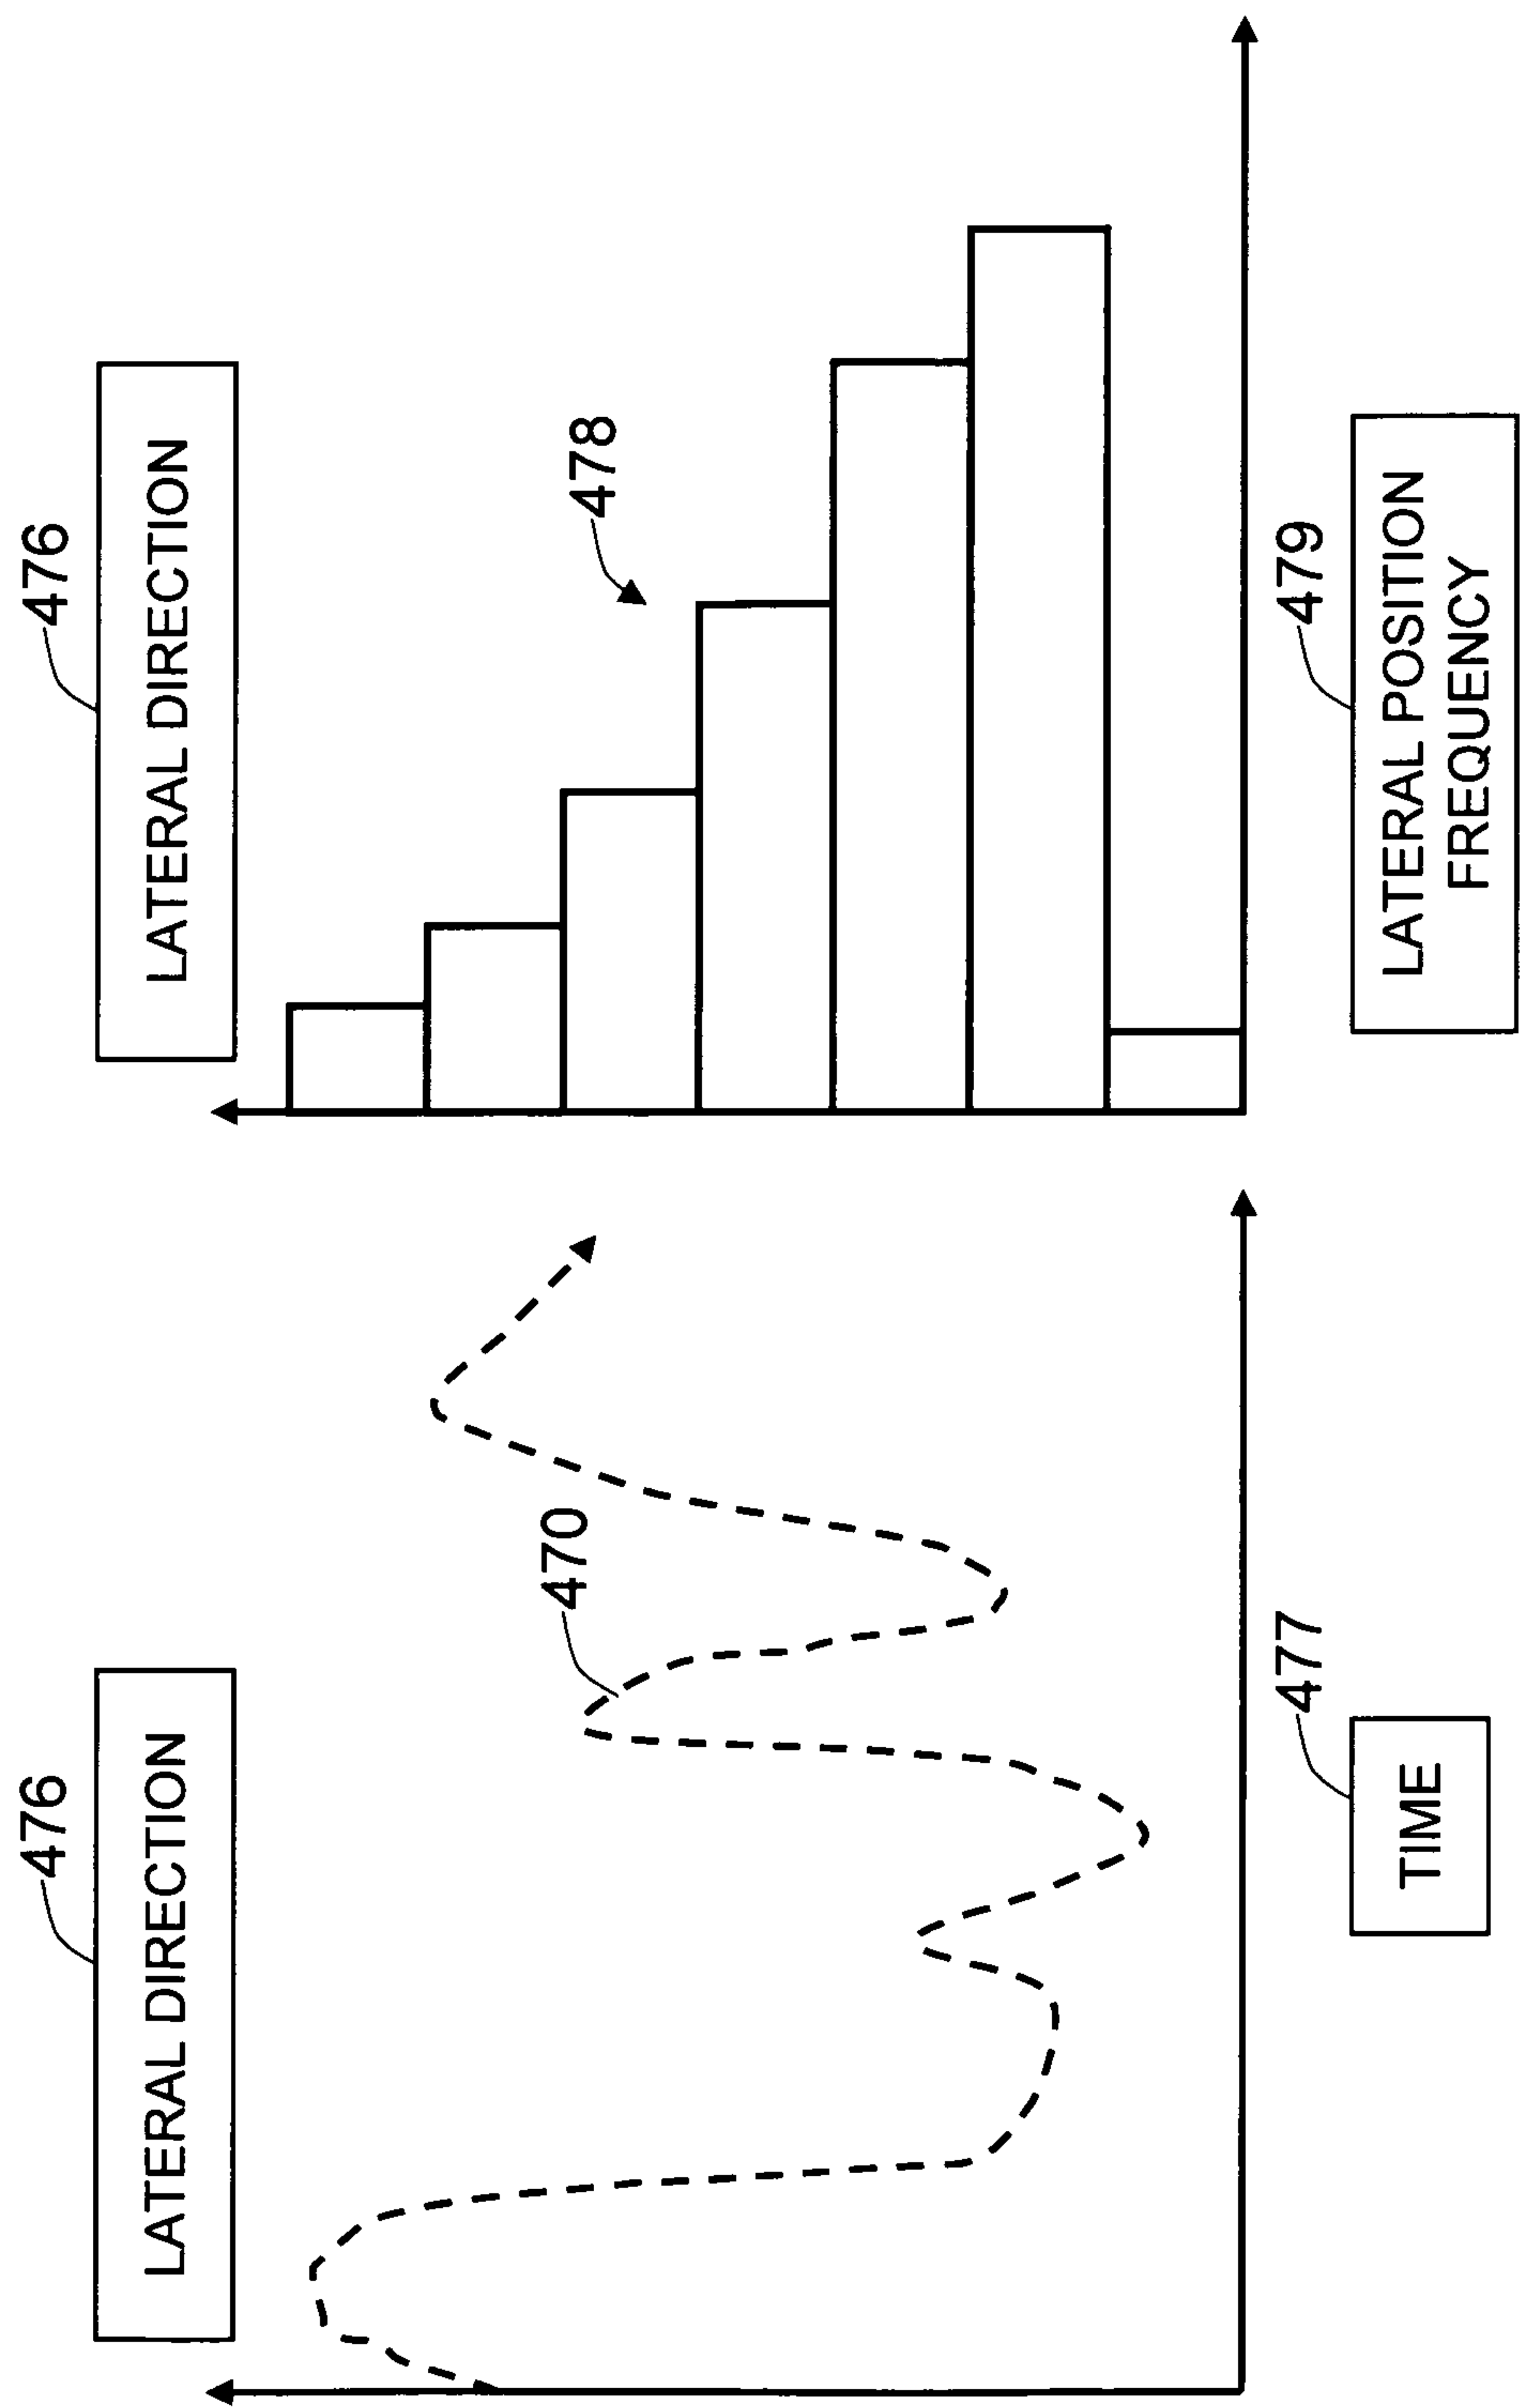 476
LATERAL DIRECTION
470
477
TIME
476
LATERAL DIRECTION
478
479
LATERAL POSITION
FREQUENCY